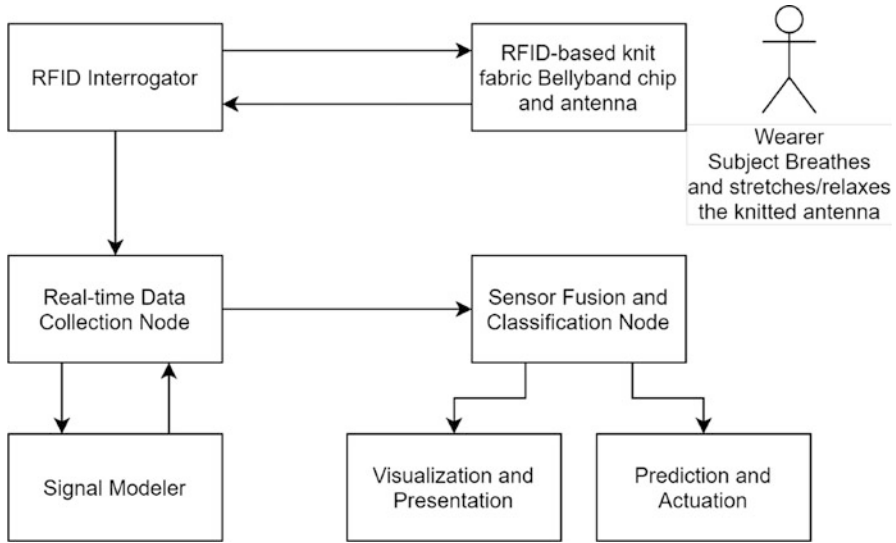 RFID Interrogator
RFID-based knit
fabric Bellyband chip
and antenna
Wearer
Subject Breathes
and stretches/relaxes
the knitted antenna
Real-time Data
Collection Node
Sensor Fusion and
Classification Node
Signal Modeler
Visualization and
Presentation
Prediction and
Actuation